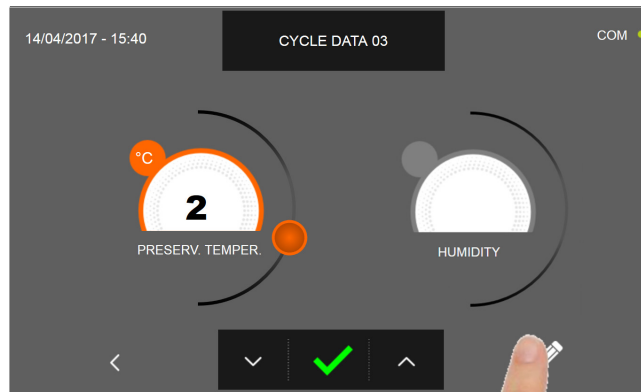 14/04/2017 - 15:40
CYCLE DATA 03
COM
°C
2
PRESERV. TEMPER.
HUMIDITY